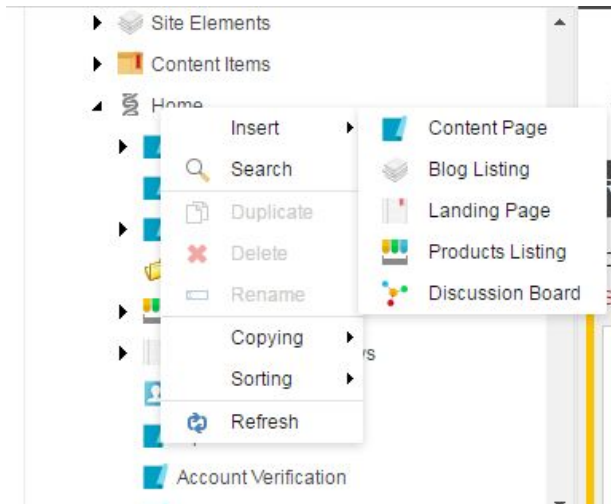 Site Elements
Content Items
Home
Insert
Search
Duplicate
Delete
Rename
Copying
Sorting
Refresh
Content Page
Blog Listing
Landing Page
Products Listing
Discussion Board
Account Verification